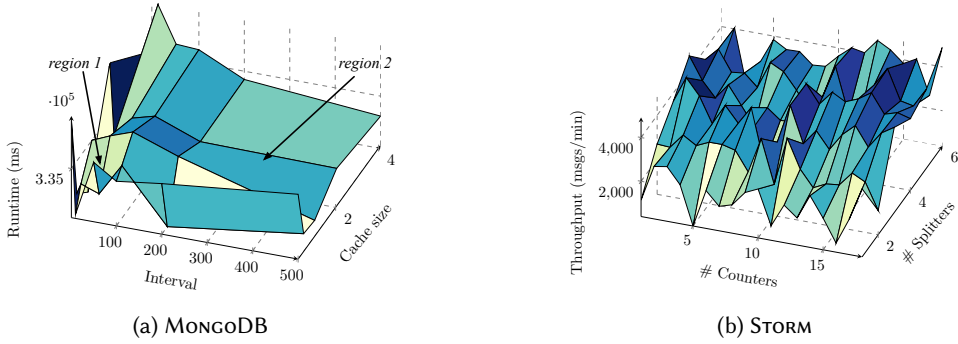 region 1
region 2
·10⁵
Runtime (ms)
3.35
100
200
300
400
500
Interval
2
4
Cache size
(a) MongoDB
Throughput (msgs/min)
4,000
2,000
5
10
15
# Counters
2
4
6
# Splitters
(b) Storm